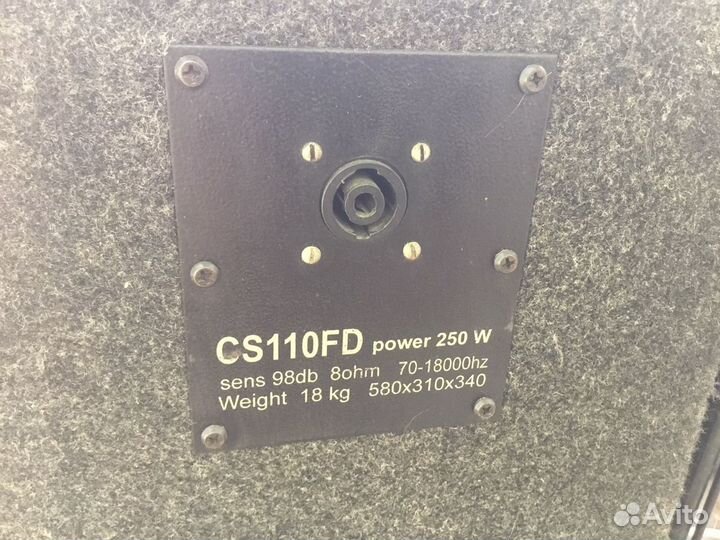 CS110FD power 250 W
sens 98db 8ohm 70-18000hz
Weight 18 kg 580x310x340
Avito